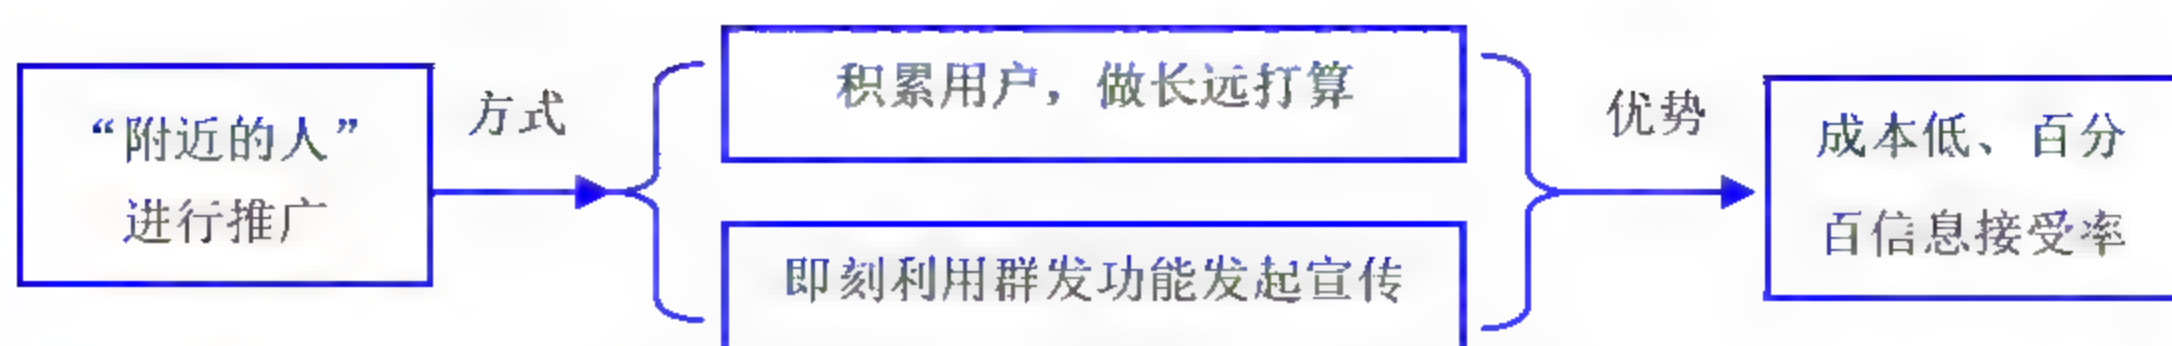 “附近的人”
进行推广
方式
积累用户，做长远打算
即刻利用群发功能发起宣传
优势
成本低、百分
百信息接受率